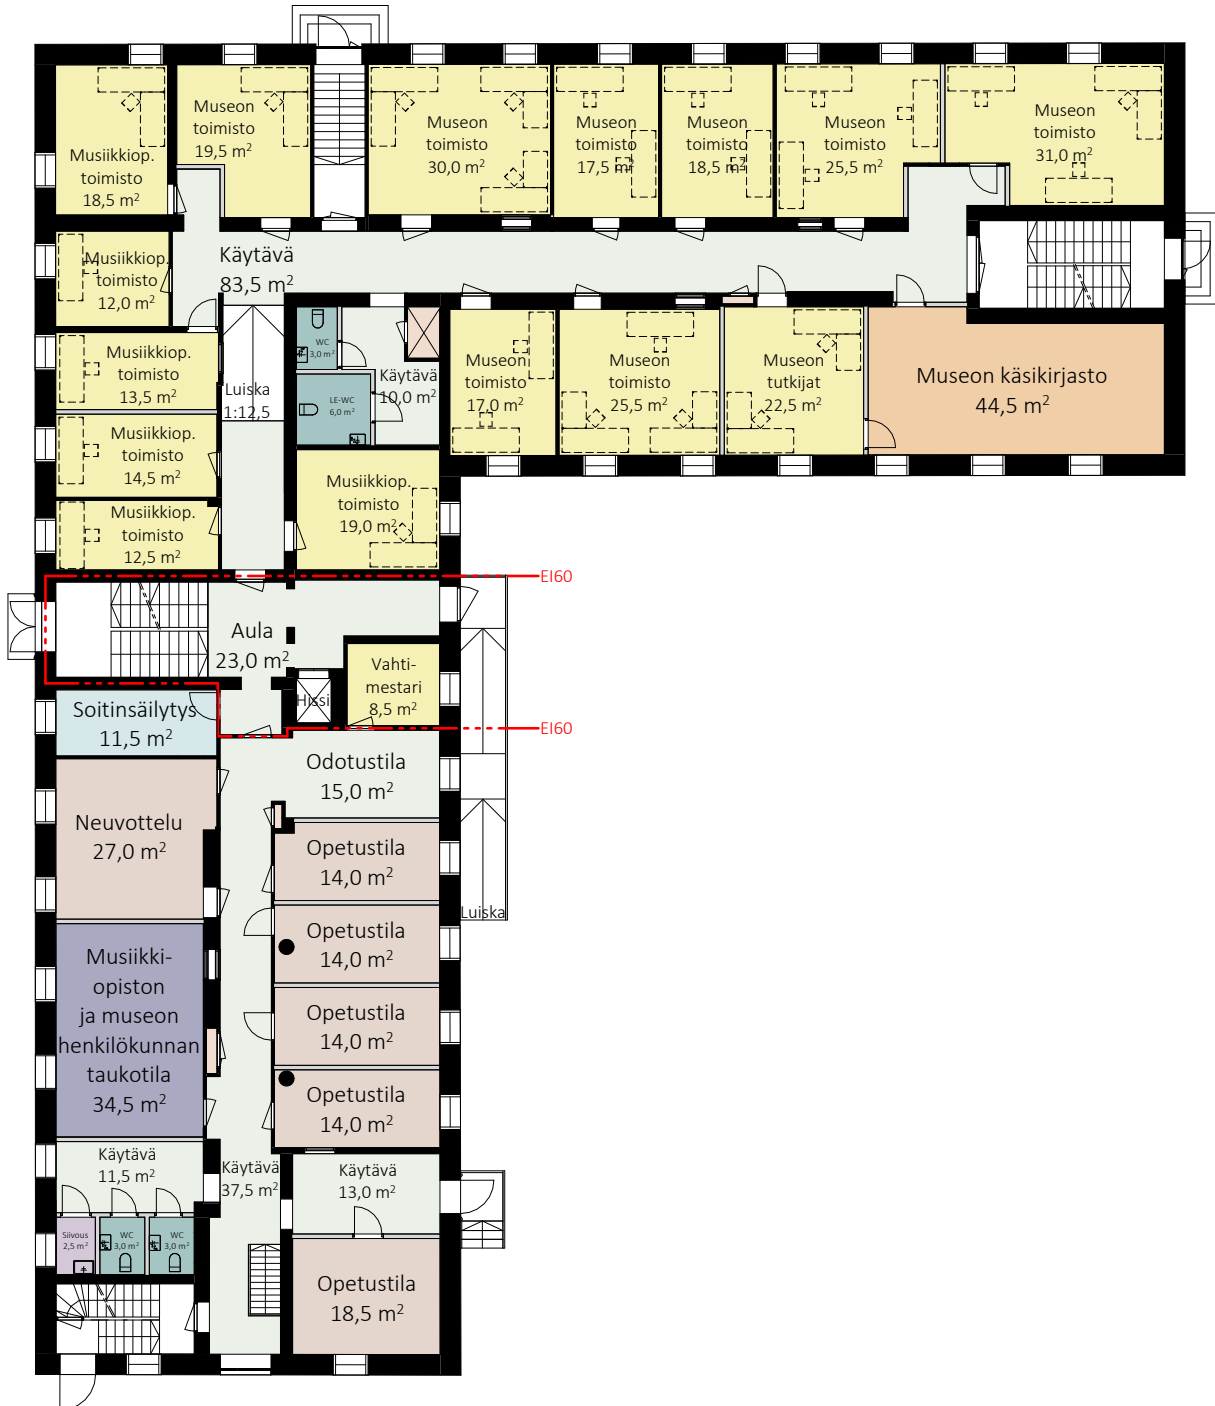 Musiikkiop.
toimisto
18,5 m²
Museon
toimisto
19,5 m²
Museon
toimisto
30,0 m²
Museon
toimisto
17,5 m²
Museon
toimisto
18,5 m²
Museon
toimisto
25,5 m²
Museon
toimisto
31,0 m²
Musiikkiop.
toimisto
12,0 m²
Käytävä
83,5 m²
Musiikkiop.
toimisto
13,5 m²
Luiska
1:12,5
WC
3,0 m²
LE-WC
6,0 m²
Käytävä
10,0 m²
Museon
toimisto
17,0 m²
Museon
toimisto
25,5 m²
Museon
tutkijat
22,5 m²
Museon käsikirjasto
44,5 m²
Musiikkiop.
toimisto
14,5 m²
Musiikkiop.
toimisto
12,5 m²
Musiikkiop.
toimisto
19,0 m²
EI60
Aula
23,0 m²
Vahti-
mestari
8,5 m²
Hissi
Soitinsäilytys
11,5 m²
EI60
Odotustila
15,0 m²
Neuvottelu
27,0 m²
Opetustila
14,0 m²
Luiska
Opetustila
14,0 m²
Musiikki-
opiston
ja museon
henkilökunnan
taukotila
34,5 m²
Opetustila
14,0 m²
Opetustila
14,0 m²
Käytävä
11,5 m²
Käytävä
37,5 m²
Käytävä
13,0 m²
Siivous
2,5 m²
WC
3,0 m²
WC
3,0 m²
Opetustila
18,5 m²